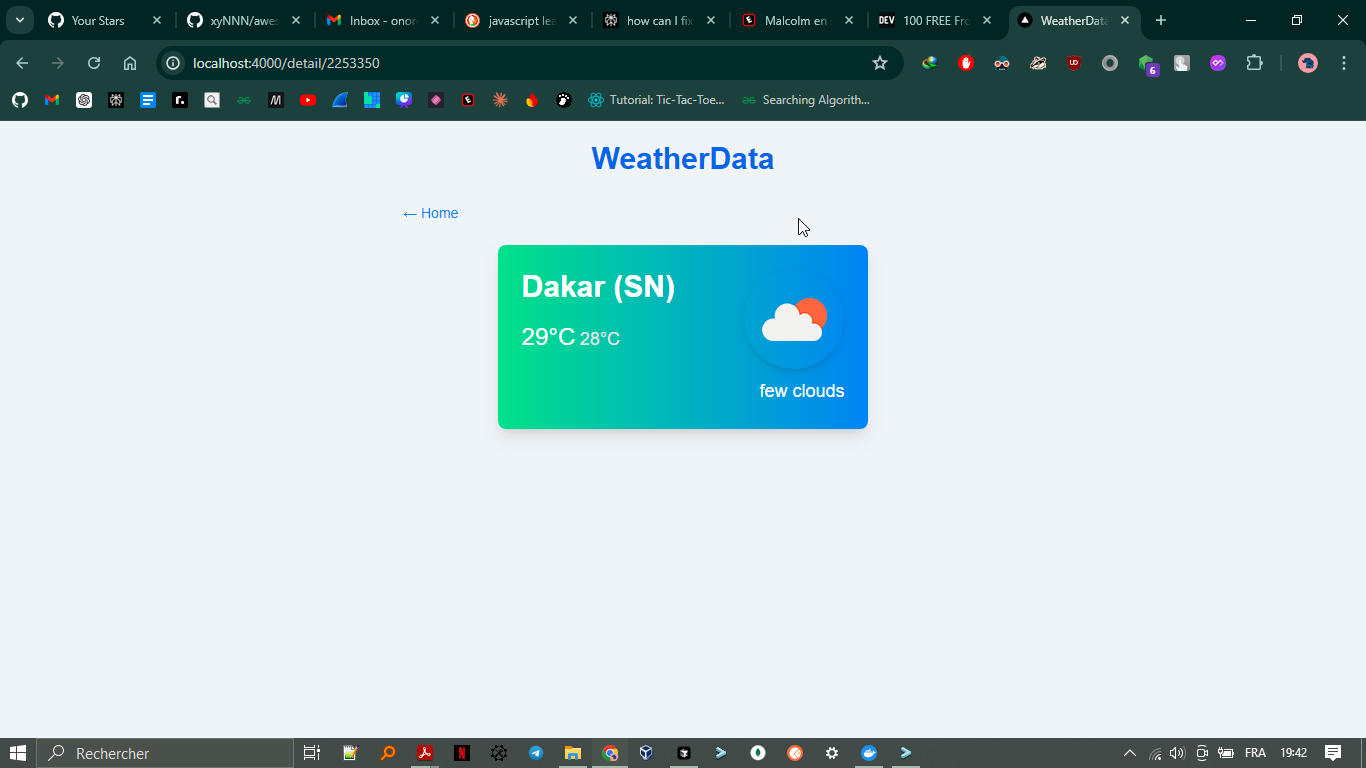 Your Stars
xyNNN/awes
Inbox - onor
javascript lea
how can I fix
Malcolm en s
DEV 100 FREE Fro
WeatherData
localhost:4000/detail/2253350
6
Tutorial: Tic-Tac-Toe...
Searching Algorith...
WeatherData
← Home
Dakar (SN)
29°C 28°C
few clouds
Rechercher
FRA
19:42